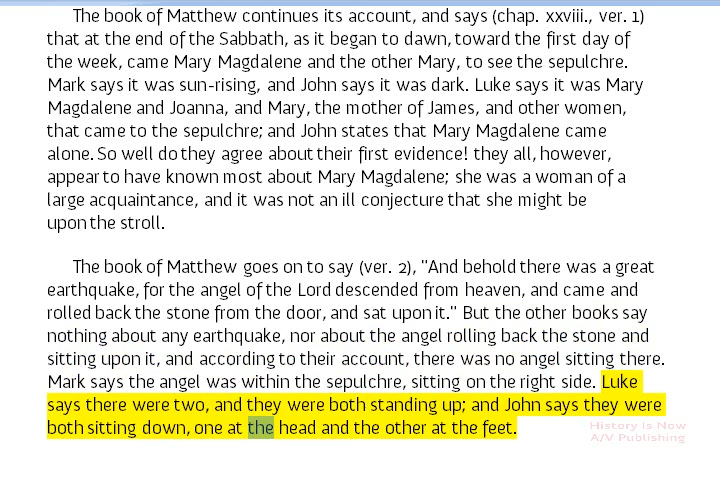 The book of Matthew continues its account, and says (chap. xxviii., ver. 1)
that at the end of the Sabbath, as it began to dawn, toward the first day of
the week, came Mary Magdalene and the other Mary, to see the sepulchre.
Mark says it was sun-rising, and John says it was dark. Luke says it was Mary
Magdalene and Joanna, and Mary, the mother of James, and other women,
that came to the sepulchre; and John states that Mary Magdalene came
alone. So well do they agree about their first evidence! they all, however,
appear to have known most about Mary Magdalene; she was a woman of a
large acquaintance, and it was not an ill conjecture that she might be
upon the stroll.
The book of Matthew goes on to say (ver. 2), "And behold there was a great
earthquake, for the angel of the Lord descended from heaven, and came and
rolled back the stone from the door, and sat upon it." But the other books say
nothing about any earthquake, nor about the angel rolling back the stone and
sitting upon it, and according to their account, there was no angel sitting there.
Mark says the angel was within the sepulchre, sitting on the right side. Luke
says there were two, and they were both standing up; and John says they were
both sitting down, one at the head and the other at the feet.
History Is Now
A/V Publishing